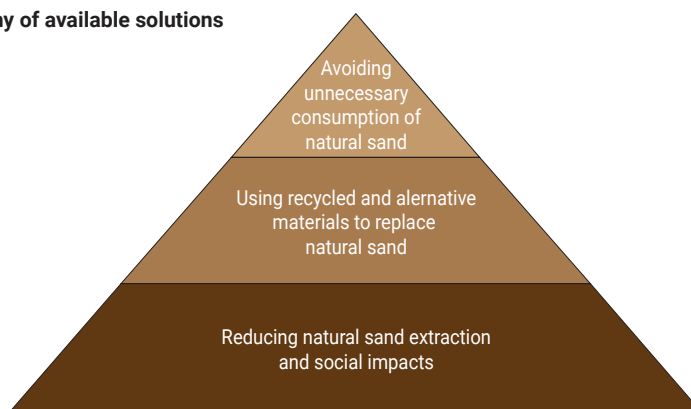 of available solutions
Avoiding
unnecessary
consumption of
natural sand
Using recycled and alernative
materials to replace
natural sand
Reducing natural sand extraction
and social impacts